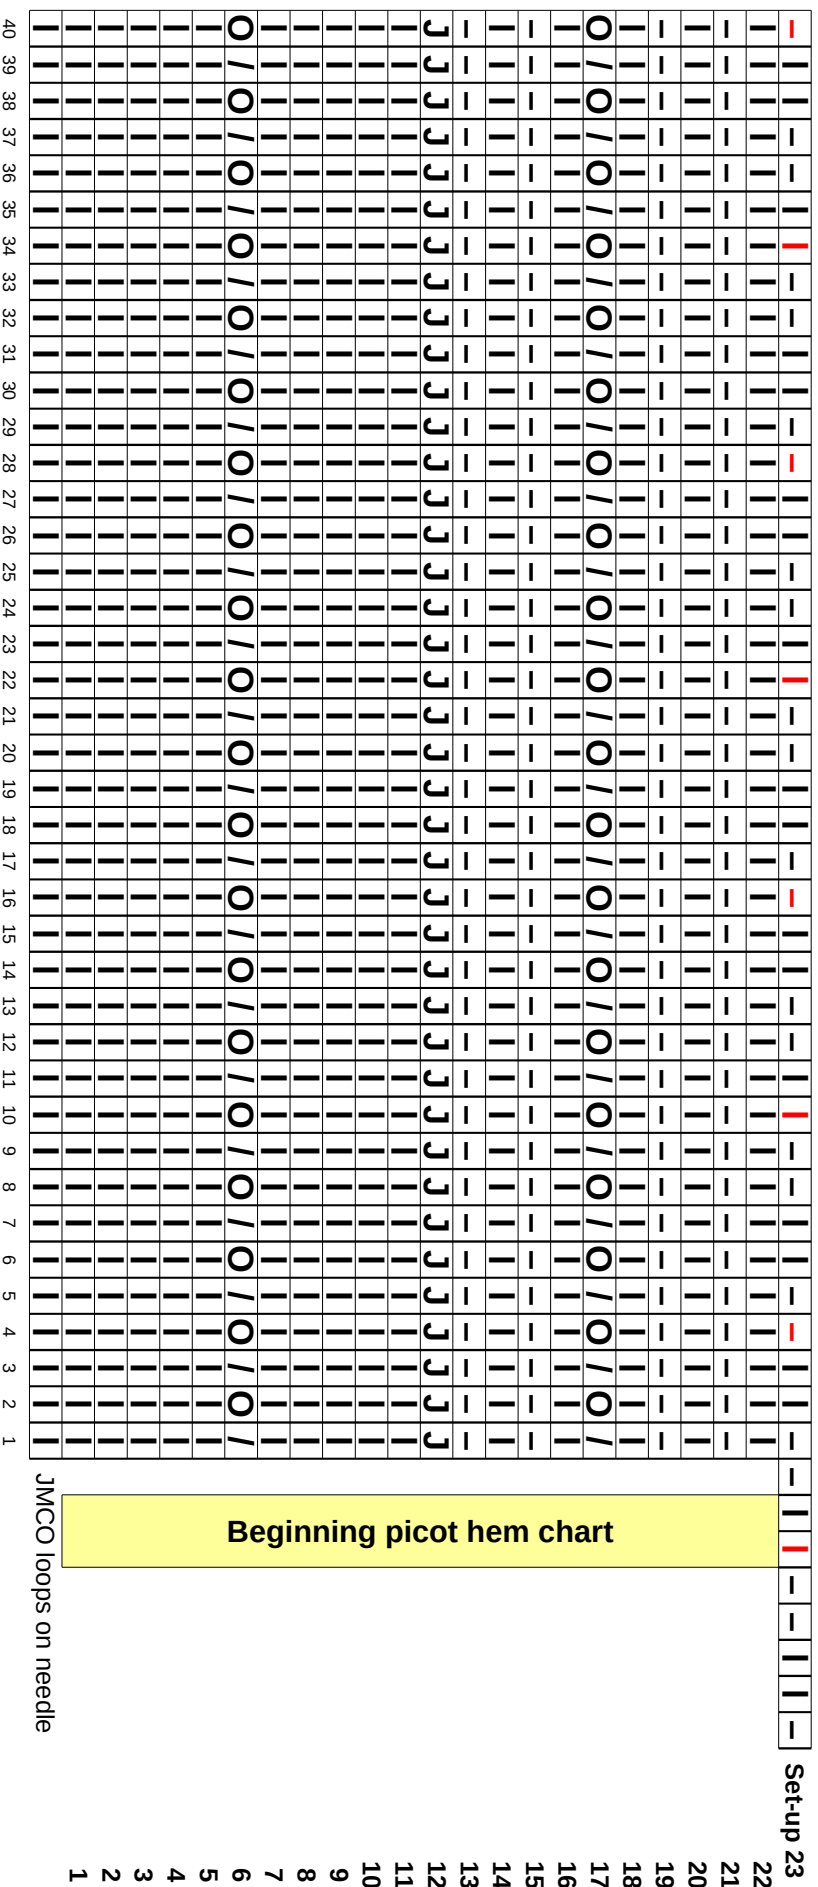 Set-up 23
22
21
20
19
18
O / O / O / O / O / O / O / O / O / O / O / O / O / O / O / O / O / O / O / O / 17
16
15
14
13
J J J J J J J J J J J J J J J J J J J J J J J J J J J J J J J J J J J J J J J J 12
11
10
9
8
7
O / O / O / O / O / O / O / O / O / O / O / O / O / O / O / O / O / O / O / O / 6
5
4
3
2
1
Beginning picot hem chart
JMCO loops on needle
40 39 38 37 36 35 34 33 32 31 30 29 28 27 26 25 24 23 22 21 20 19 18 17 16 15 14 13 12 11 10 9 8 7 6 5 4 3 2 1